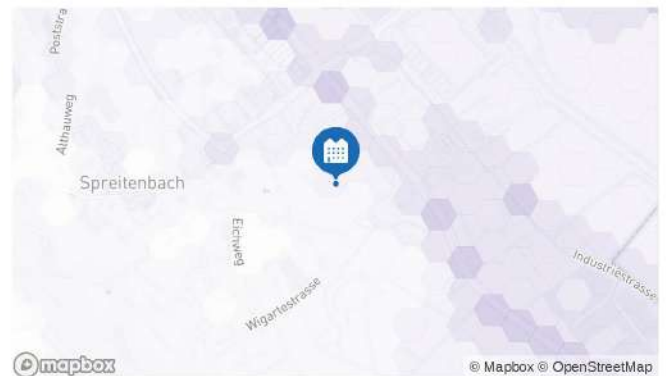 Poststra
Althauweg
Spreitenbach
Eichweg
Wigartestrasse
Industriestrasse
mapbox
© Mapbox © OpenStreetMap